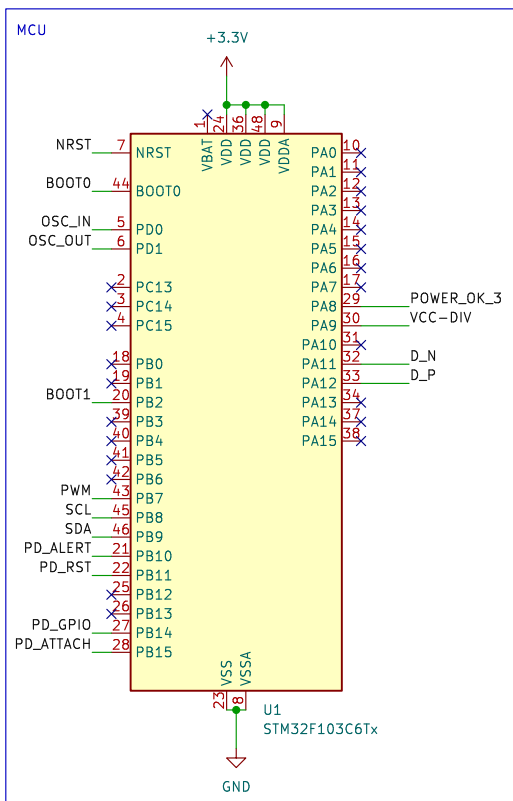 MCU
+3.3V
1 24 36 48 9
VBAT VDD VDD VDD VDDA
NRST 7 NRST PA0 10
PA1 11
BOOT0 44 BOOT0 PA2 12
PA3 13
OSC_IN 5 PD0 PA4 14
OSC_OUT 6 PD1 PA5 15
PA6 16
2 PC13 PA7 17
3 PC14 PA8 29 POWER_OK_3
4 PC15 PA9 30 VCC-DIV
PA10 31
18 PB0 PA11 32 D_N
19 PB1 PA12 33 D_P
BOOT1 20 PB2 PA13 34
39 PB3 PA14 37
40 PB4 PA15 38
41 PB5
42 PB6
PWM 43 PB7
SCL 45 PB8
SDA 46 PB9
PD_ALERT 21 PB10
PD_RST 22 PB11
25 PB12
26 PB13
PD_GPIO 27 PB14
PD_ATTACH 28 PB15
VSS VSSA
23 8
U1
STM32F103C6Tx
GND